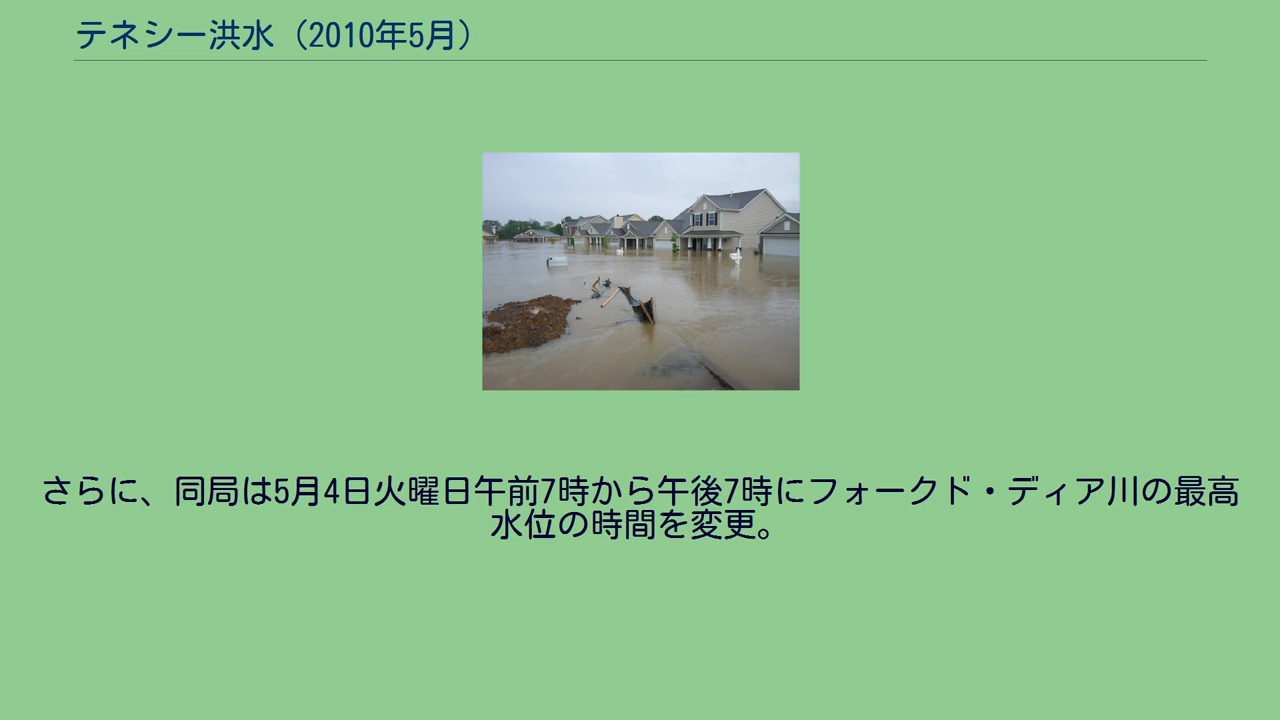 テネシー洪水（2010年5月）
さらに、同局は5月4日火曜日午前7時から午後7時にフォークド・ディア川の最高
水位の時間を変更。